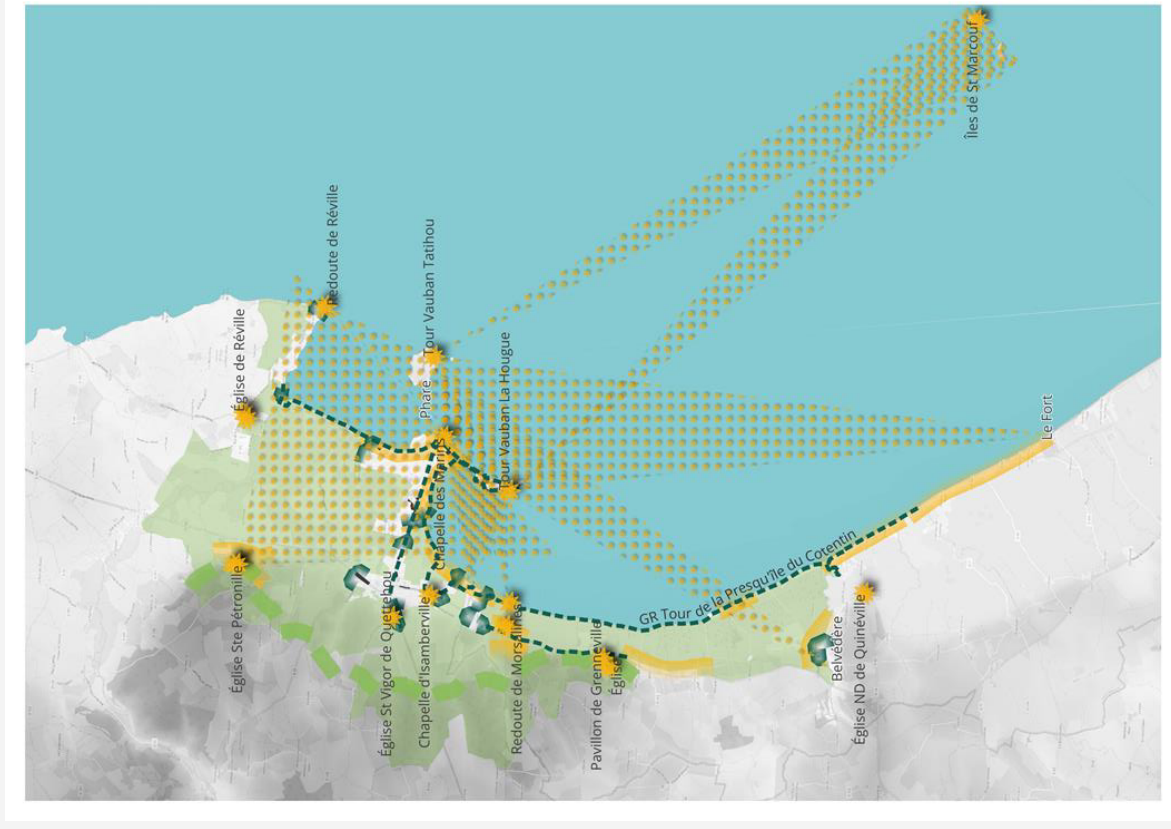 Îles de St Marcouf
Redoute de Réville
Tour Vauban Tatihou
Église de Réville
Phare
Tour Vauban La Hougue
Le Fort
Chapelle des Marins
GR Tour de la Presqu'île du Cotentin
Église Ste Pétronille
Église St Vigor de Quettehou
Chapelle d'Isamberville
Redoute de Morsalines
Pavillon de Grenneville
Église
Belvédère
Église ND de Quinéville